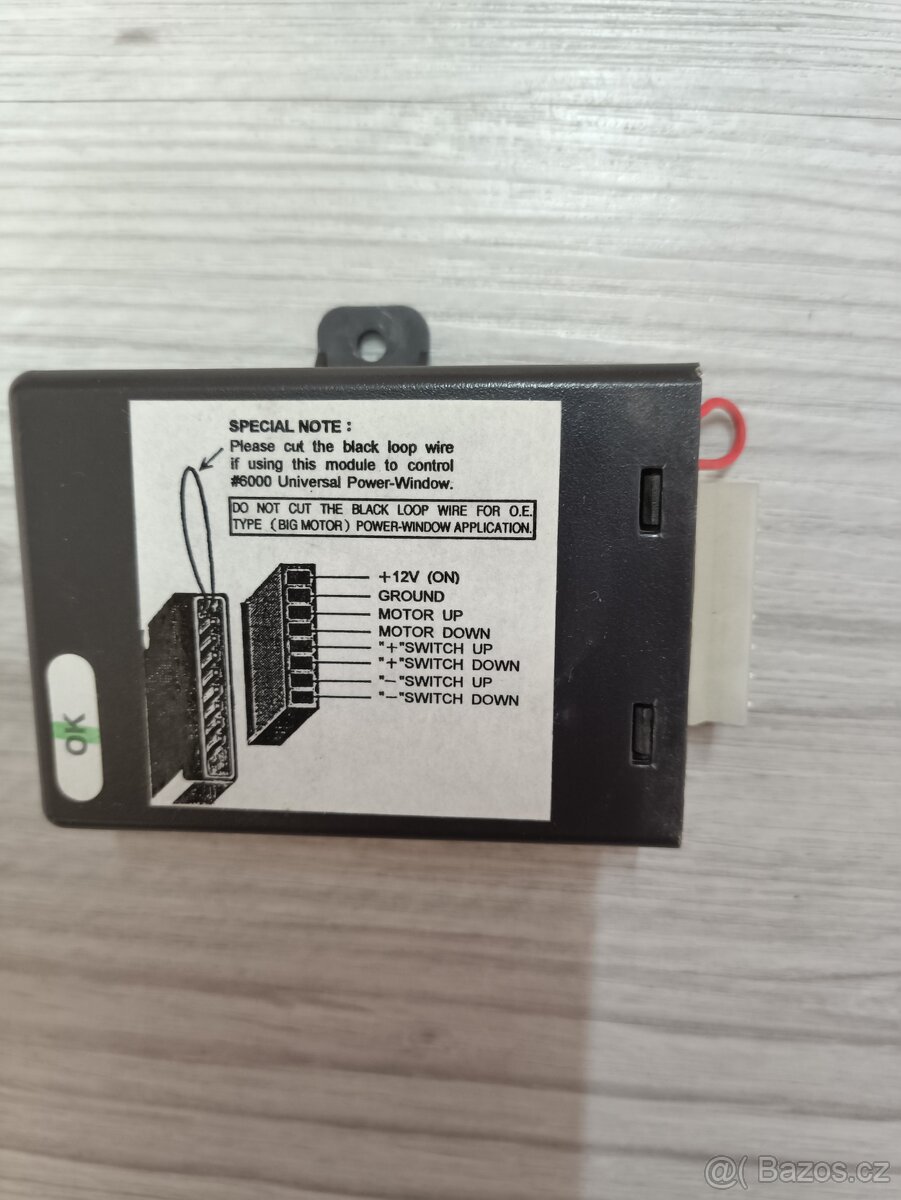 SPECIAL NOTE :
Please cut the black loop wire
if using this module to control
#6000 Universal Power-Window.
DO NOT CUT THE BLACK LOOP WIRE FOR O.E.
TYPE (BIG MOTOR) POWER-WINDOW APPLICATION.
+12V (ON)
GROUND
MOTOR UP
MOTOR DOWN
"+"SWITCH UP
"+"SWITCH DOWN
"−"SWITCH UP
"−"SWITCH DOWN
OK
@( Bazos.cz